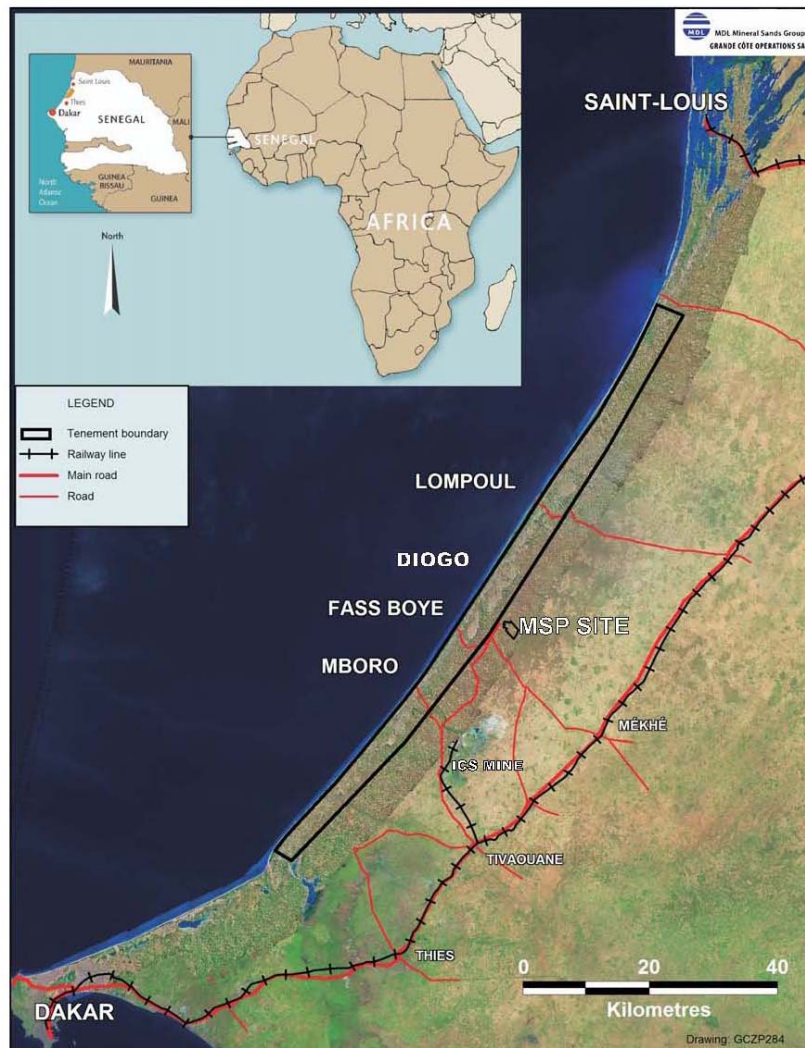 MDL
MDL Mineral Sands Group
GRANDE CÔTE OPERATIONS SA
MAURITANIA
Saint Louis
Thies
Dakar
SENEGAL
MALI
North
Atlantic
Ocean
GUINEA
BISSAU
GUINEA
SENEGAL
AFRICA
North
SAINT-LOUIS
LEGEND
Tenement boundary
Railway line
Main road
Road
LOMPOUL
DIOGO
FASS BOYE
MSP SITE
MBORO
MÉKHÉ
ICS MINE
TIVAOUANE
THIES
DAKAR
0 20 40
Kilometres
Drawing: GCZP284